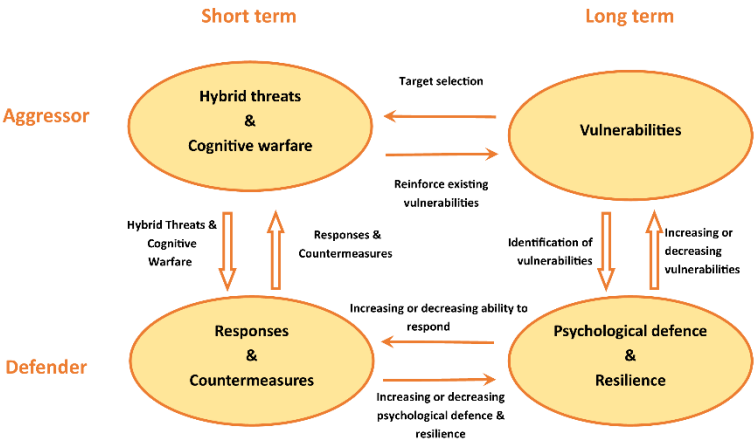 Short term
Long term
Aggressor
Hybrid threats
&
Cognitive warfare
Target selection
Vulnerabilities
Reinforce existing
vulnerabilities
Hybrid Threats &
Cognitive
Warfare
Responses &
Countermeasures
Identification of
vulnerabilities
Increasing or
decreasing
vulnerabilities
Defender
Responses
&
Countermeasures
Increasing or decreasing ability to
respond
Psychological defence
&
Resilience
Increasing or decreasing
psychological defence &
resilience